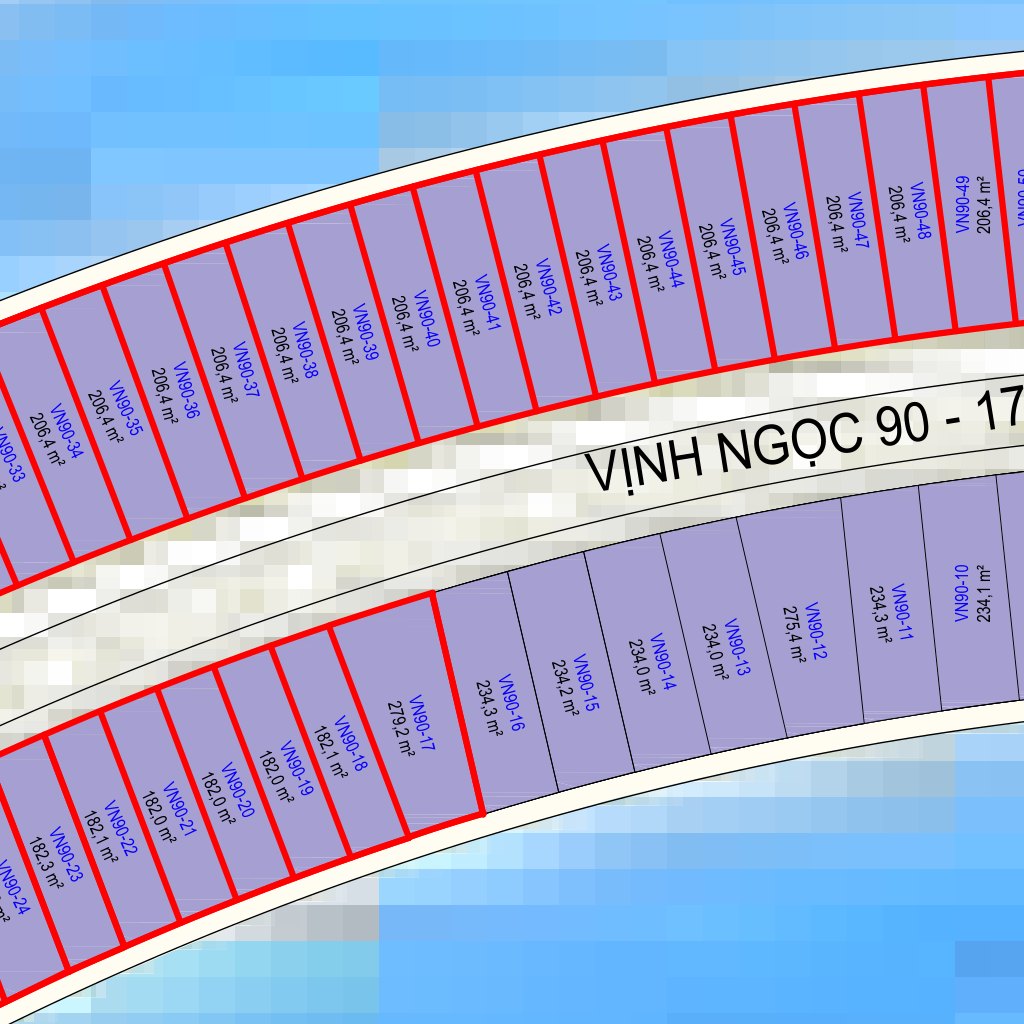 VN90-33
VN90-34
206,4 m²
VN90-35
206,4 m²
VN90-36
206,4 m²
VN90-37
206,4 m²
VN90-38
206,4 m²
VN90-39
206,4 m²
VN90-40
206,4 m²
VN90-41
206,4 m²
VN90-42
206,4 m²
VN90-43
206,4 m²
VN90-44
206,4 m²
VN90-45
206,4 m²
VN90-46
206,4 m²
VN90-47
206,4 m²
VN90-48
206,4 m²
VN90-49
206,4 m²
VỊNH NGỌC 90 - 17
VN90-24
m²
VN90-23
182,3 m²
VN90-22
182,1 m²
VN90-21
182,0 m²
VN90-20
182,0 m²
VN90-19
182,0 m²
VN90-18
182,1 m²
VN90-17
279,2 m²
VN90-16
234,3 m²
VN90-15
234,2 m²
VN90-14
234,0 m²
VN90-13
234,0 m²
VN90-12
275,4 m²
VN90-11
234,3 m²
VN90-10
234,1 m²